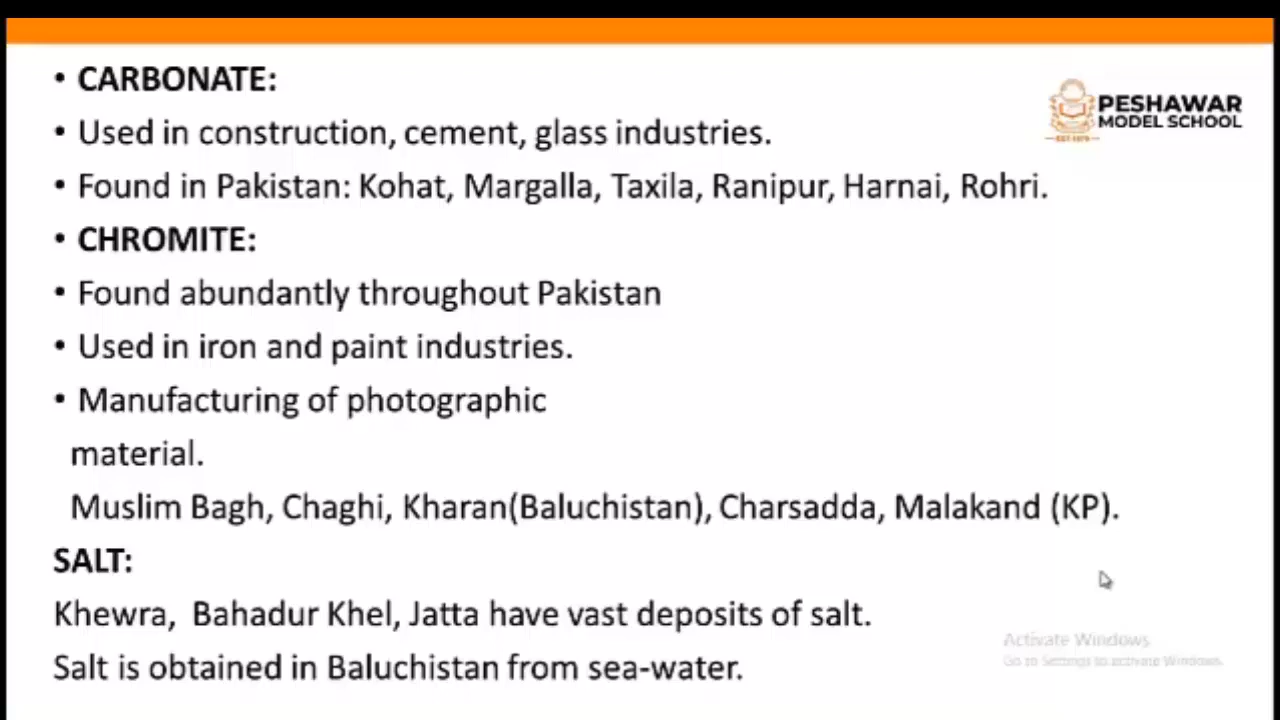 • CARBONATE:
PESHAWAR
MODEL SCHOOL
• Used in construction, cement, glass industries.
• Found in Pakistan: Kohat, Margalla, Taxila, Ranipur, Harnai, Rohri.
• CHROMITE:
• Found abundantly throughout Pakistan
• Used in iron and paint industries.
• Manufacturing of photographic
material.
Muslim Bagh, Chaghi, Kharan(Baluchistan), Charsadda, Malakand (KP).
SALT:
Khewra, Bahadur Khel, Jatta have vast deposits of salt.
Activate Windows
Go to Settings to activate Windows.
Salt is obtained in Baluchistan from sea-water.